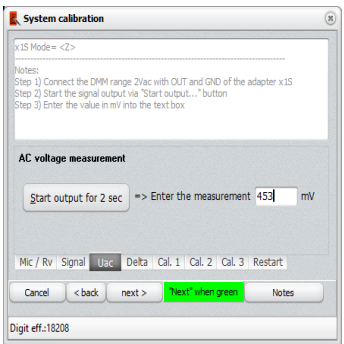 System calibration
x1S Mode= <Z>
Notes:
Step 1) Connect the DMM range 2Vac with OUT and GND of the adapter x1S
Step 2) Start the signal output via "Start output..." button
Step 3) Enter the value in mV into the text box
AC voltage measurement
Start output for 2 sec => Enter the measurement 453 mV
Mic / Rv Signal Uac Delta Cal. 1 Cal. 2 Cal. 3 Restart
Cancel < back next > "Next" when green Notes
Digit eff.:18208